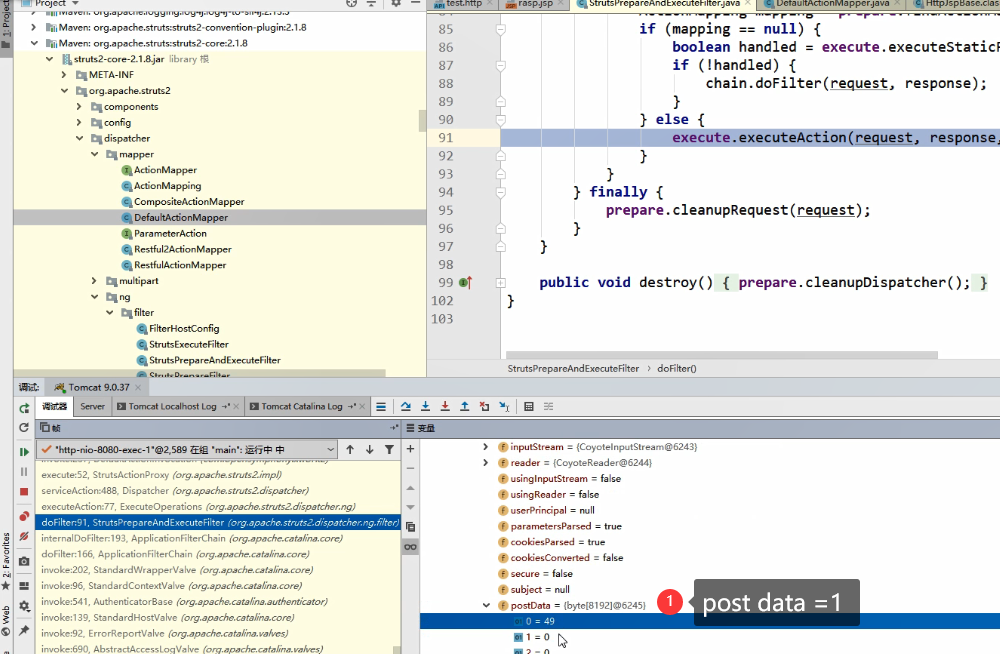 Project
test.http
rasp.jsp
StrutsPrepareAndExecuteFilter.java
DefaultActionMapper.java
HttpJspBase.clas
1: Project
Maven: org.apache.struts:struts2-convention-plugin:2.1.8
Maven: org.apache.struts:struts2-core:2.1.8
struts2-core-2.1.8.jar library 根
META-INF
org.apache.struts2
components
config
dispatcher
mapper
ActionMapper
ActionMapping
CompositeActionMapper
DefaultActionMapper
ParameterAction
Restful2ActionMapper
RestfulActionMapper
multipart
ng
filter
FilterHostConfig
StrutsExecuteFilter
StrutsPrepareAndExecuteFilter
StrutsPrepareFilter
85 if (mapping == null) {
86 boolean handled = execute.executeStaticR
87 if (!handled) {
88 chain.doFilter(request, response);
89 }
90 } else {
91 execute.executeAction(request, response,
92 }
93 }
94 } finally {
95 prepare.cleanupRequest(request);
96 }
97 }
98
99 public void destroy() { prepare.cleanupDispatcher(); }
102 }
103
StrutsPrepareAndExecuteFilter > doFilter()
调试: Tomcat 9.0.37
调试器 Server Tomcat Localhost Log Tomcat Catalina Log
帧
变量
"http-nio-8080-exec-1"@2,589 在组 "main": 运行中 中
execute:52, StrutsActionProxy (org.apache.struts2.impl)
serviceAction:488, Dispatcher (org.apache.struts2.dispatcher)
executeAction:77, ExecuteOperations (org.apache.struts2.dispatcher.ng)
doFilter:91, StrutsPrepareAndExecuteFilter (org.apache.struts2.dispatcher.ng.filter)
internalDoFilter:193, ApplicationFilterChain (org.apache.catalina.core)
doFilter:166, ApplicationFilterChain (org.apache.catalina.core)
invoke:202, StandardWrapperValve (org.apache.catalina.core)
invoke:96, StandardContextValve (org.apache.catalina.core)
invoke:541, AuthenticatorBase (org.apache.catalina.authenticator)
invoke:139, StandardHostValve (org.apache.catalina.core)
invoke:92, ErrorReportValve (org.apache.catalina.valves)
invoke:690, AbstractAccessLogValve (org.apache.catalina.valves)
inputStream = {CoyoteInputStream@6243}
reader = {CoyoteReader@6244}
usingInputStream = false
usingReader = false
userPrincipal = null
parametersParsed = true
cookiesParsed = true
cookiesConverted = false
secure = false
subject = null
postData = {byte[8192]@6245}
0 = 49
1 = 0
2 = 0
1 post data =1
2: Favorites
Web